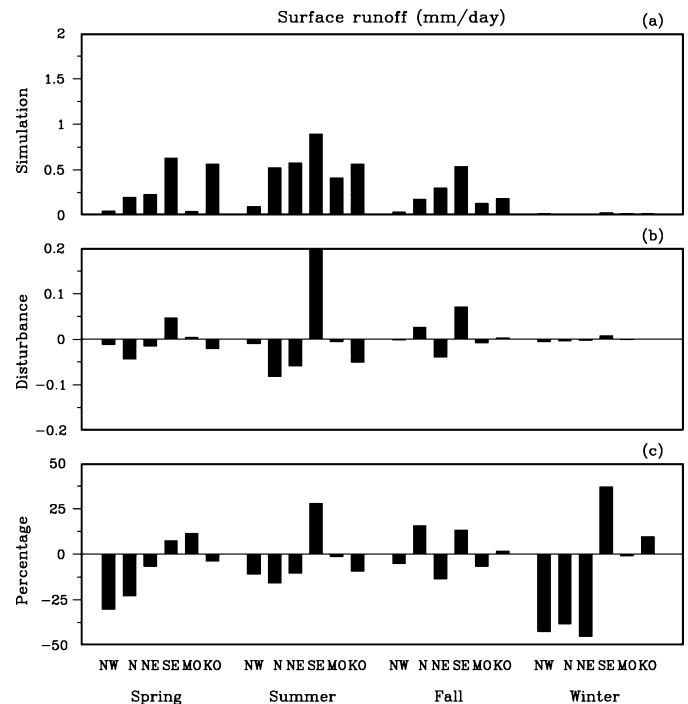 Surface runoff (mm/day)
(a)
2
1.5
1
0.5
0
Simulation
(b)
0.2
0.1
0
−0.1
−0.2
Disturbance
(c)
50
25
0
−25
−50
Percentage
NW N NE SE MO KO NW N NE SE MO KO NW N NE SE MO KO NW N NE SE MO KO
Spring Summer Fall Winter